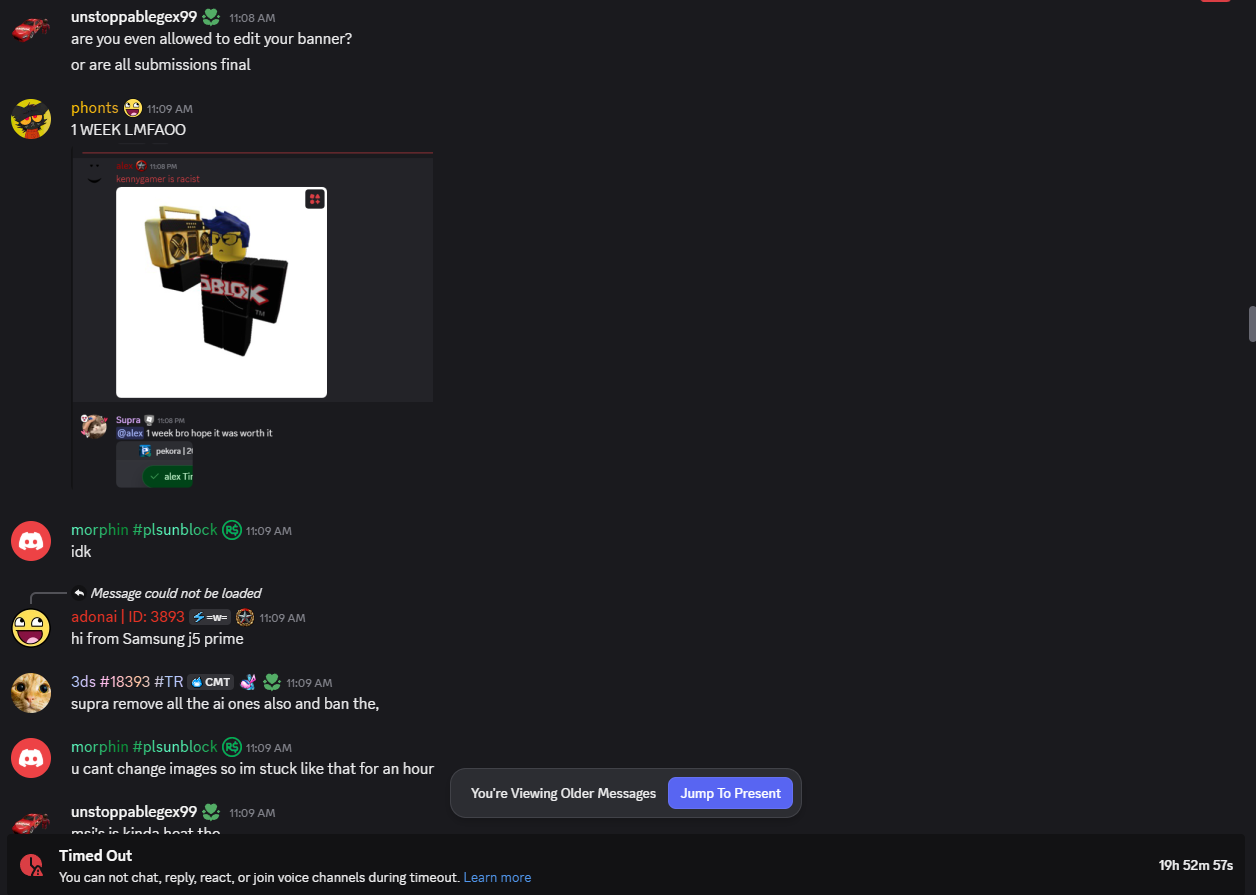 unstoppablegex99 11:08 AM
are you even allowed to edit your banner?
or are all submissions final
phonts 11:09 AM
1 WEEK LMFAOO
alex 11:08 PM
kennygamer is racist
ROBLOX
TM
Supra 11:08 PM
@alex 1 week bro hope it was worth it
pekora | 20
alex Tir
morphin #plsunblock R$ 11:09 AM
idk
Message could not be loaded
adonai | ID: 3893 =w= 11:09 AM
hi from Samsung j5 prime
3ds #18393 #TR CMT 11:09 AM
supra remove all the ai ones also and ban the,
morphin #plsunblock R$ 11:09 AM
u cant change images so im stuck like that for an hour
You're Viewing Older Messages Jump To Present
unstoppablegex99 11:09 AM
msi's is kinda heat tho
Timed Out
You can not chat, reply, react, or join voice channels during timeout. Learn more
19h 52m 57s